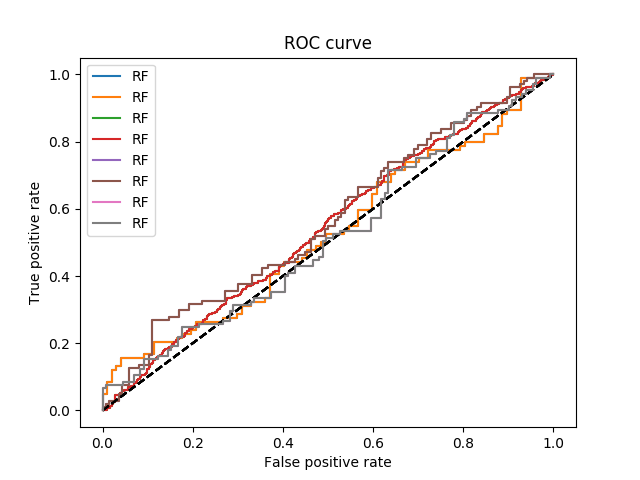 ROC curve
1.0
0.8
0.6
0.4
0.2
0.0
True positive rate
RF
RF
RF
RF
RF
RF
RF
RF
0.0 0.2 0.4 0.6 0.8 1.0
False positive rate